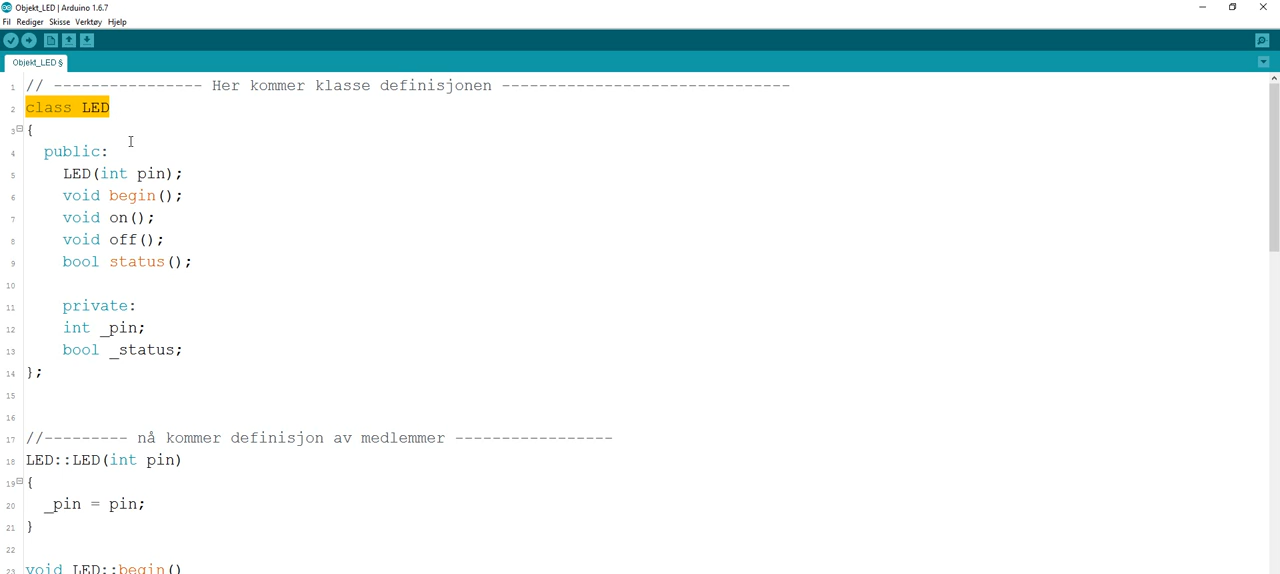 Objekt_LED | Arduino 1.6.7
Fil Rediger Skisse Verktøy Hjelp
Objekt_LED §
1 // ---------------- Her kommer klasse definisjonen -------------------------------
2 class LED
3 {
4 public:
5 LED(int pin);
6 void begin();
7 void on();
8 void off();
9 bool status();
10
11 private:
12 int _pin;
13 bool _status;
14 };
15
16
17 //--------- nå kommer definisjon av medlemmer -----------------
18 LED::LED(int pin)
19 {
20 _pin = pin;
21 }
22
23 void LED::begin()